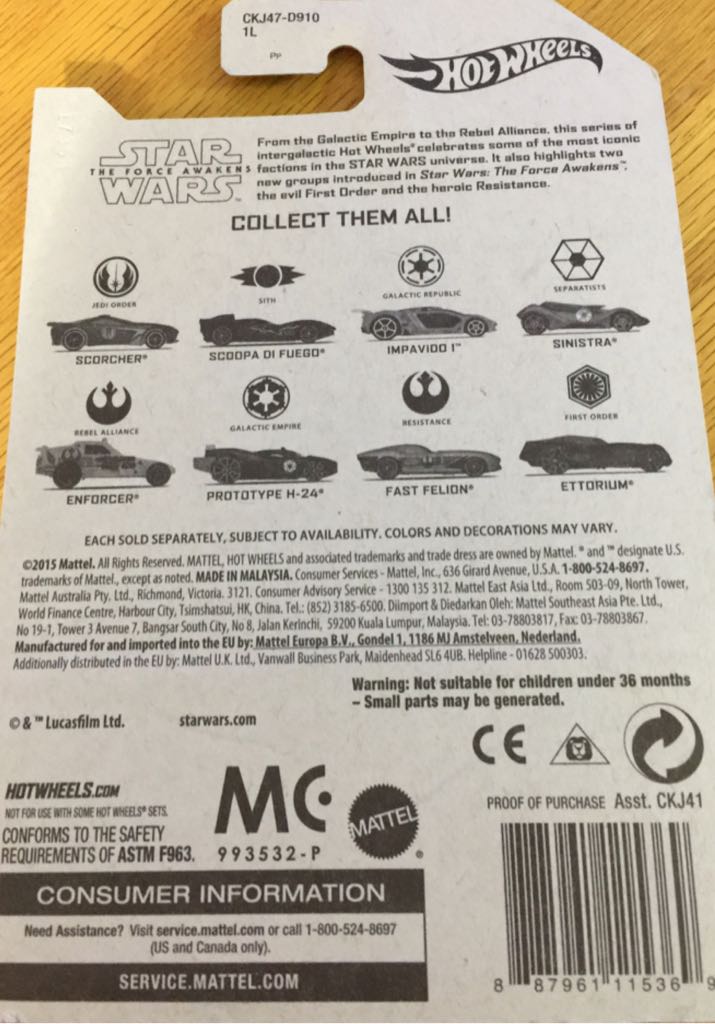 CKJ47-D910
1L
PP
HOT WHEELS
STAR
THE FORCE AWAKENS
WARS™
From the Galactic Empire to the Rebel Alliance, this series of
intergalactic Hot Wheels® celebrates some of the most iconic
factions in the STAR WARS universe. It also highlights two
new groups introduced in Star Wars: The Force Awakens™,
the evil First Order and the heroic Resistance.
COLLECT THEM ALL!
JEDI ORDER
SITH
GALACTIC REPUBLIC
SEPARATISTS
SCORCHER®
SCOOPA DI FUEGO®
IMPAVIDO 1™
SINISTRA®
REBEL ALLIANCE
GALACTIC EMPIRE
RESISTANCE
FIRST ORDER
ENFORCER®
PROTOTYPE H-24®
FAST FELION®
ETTORIUM®
EACH SOLD SEPARATELY, SUBJECT TO AVAILABILITY. COLORS AND DECORATIONS MAY VARY.
©2015 Mattel. All Rights Reserved. MATTEL, HOT WHEELS and associated trademarks and trade dress are owned by Mattel. ® and ™ designate U.S.
trademarks of Mattel, except as noted. MADE IN MALAYSIA. Consumer Services - Mattel, Inc., 636 Girard Avenue, U.S.A. 1-800-524-8697.
Mattel Australia Pty. Ltd., Richmond, Victoria. 3121. Consumer Advisory Service - 1300 135 312. Mattel East Asia Ltd., Room 503-09, North Tower,
World Finance Centre, Harbour City, Tsimshatsui, HK, China. Tel.: (852) 3185-6500. Diimport & Diedarkan Oleh: Mattel Southeast Asia Pte. Ltd.,
No 19-1, Tower 3 Avenue 7, Bangsar South City, No 8, Jalan Kerinchi, 59200 Kuala Lumpur, Malaysia. Tel: 03-78803817, Fax: 03-78803867.
Manufactured for and imported into the EU by: Mattel Europa B.V., Gondel 1, 1186 MJ Amstelveen, Nederland.
Additionally distributed in the EU by: Mattel U.K. Ltd., Vanwall Business Park, Maidenhead SL6 4UB. Helpline - 01628 500303.
Warning: Not suitable for children under 36 months
– Small parts may be generated.
© & ™ Lucasfilm Ltd.
starwars.com
CE
HOTWHEELS.COM
NOT FOR USE WITH SOME HOT WHEELS® SETS.
CONFORMS TO THE SAFETY
REQUIREMENTS OF ASTM F963.
MC
993532-P
MATTEL®
PROOF OF PURCHASE Asst. CKJ41
CONSUMER INFORMATION
Need Assistance? Visit service.mattel.com or call 1-800-524-8697
(US and Canada only).
SERVICE.MATTEL.COM
8 87961 11536 9